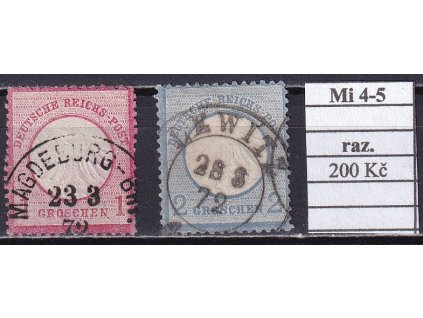 DEUTSCHE REICHS-POST
MAGDEBURG-BHF.
23 3
72
1 GROSCHEN
DEUTSCHE REICHS-POST
28 3
72
2 GROSCHEN 2
Mi 4-5
raz.
200 Kč